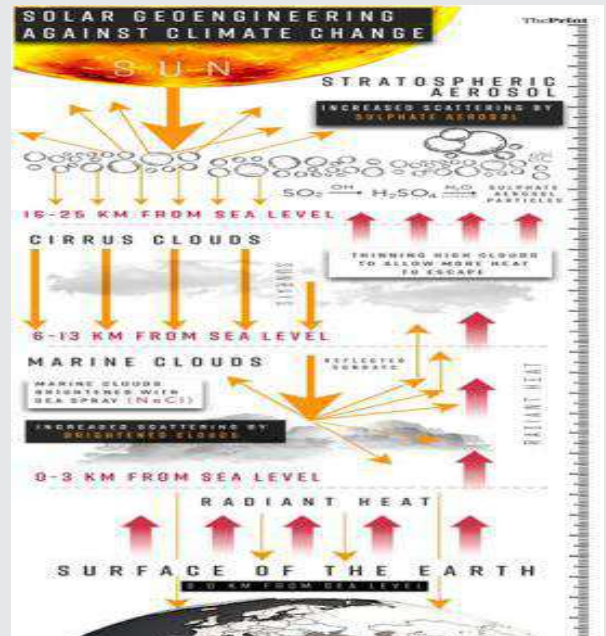 SOLAR GEOENGINEERING
AGAINST CLIMATE CHANGE
ThePrint
SUN
STRATOSPHERIC
AEROSOL
INCREASED SCATTERING BY
SULPHATE AEROSOL
SO2 OH H2SO4 H2O SULPHATE
AEROSOL
PARTICLES
16-25 KM FROM SEA LEVEL
CIRRUS CLOUDS
THINNING HIGH CLOUDS
TO ALLOW MORE HEAT
TO ESCAPE
SUNRAYS
6-13 KM FROM SEA LEVEL
MARINE CLOUDS
REFLECTED
SUNRAYS
MARINE CLOUDS
BRIGHTENED WITH
SEA SPRAY (NaCl)
RADIANT HEAT
INCREASED SCATTERING BY
BRIGHTENED CLOUDS
0-3 KM FROM SEA LEVEL
RADIANT HEAT
SURFACE OF THE EARTH
KM FROM SEA LEVEL